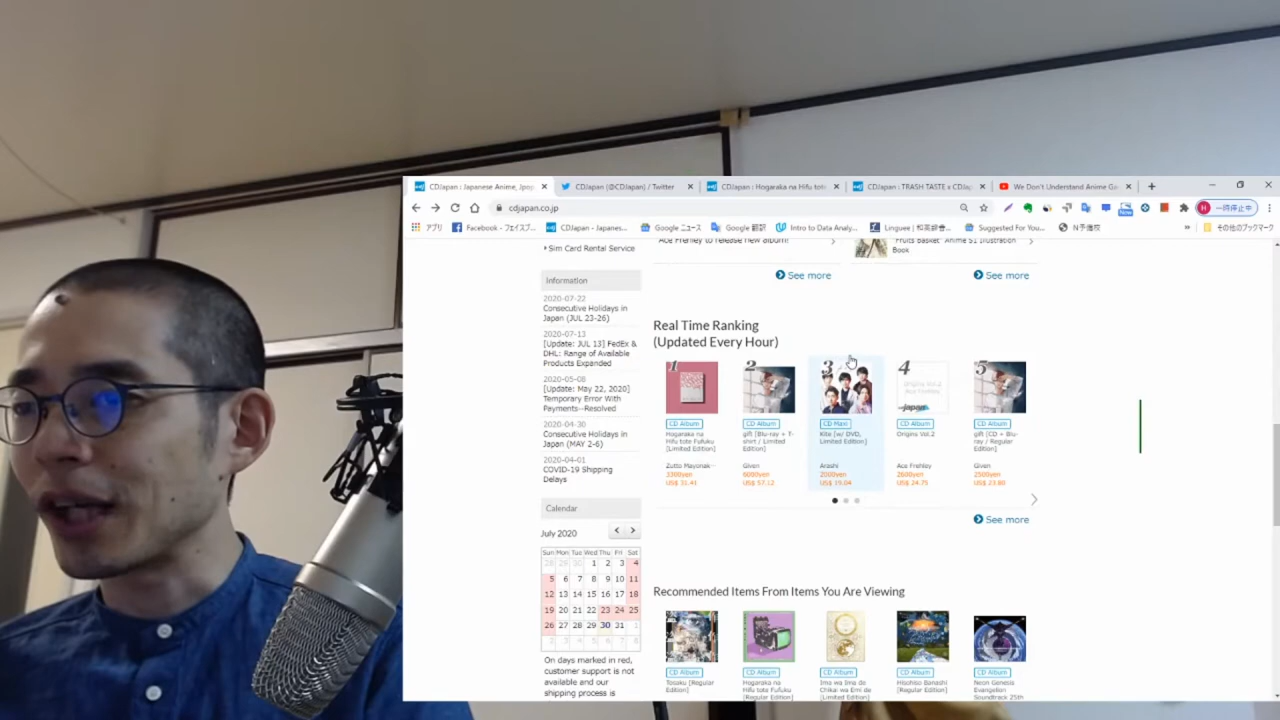 CDJapan : Japanese Anime, Jpop
CDJapan (@CDJapan) / Twitter
CDJapan : Hogaraka na Hifu tote
CDJapan : TRASH TASTE x CDJap
We Don't Understand Anime Ga
cdjapan.co.jp
一時停止中
アプリ
Facebook - フェイスブ...
CDJapan - Japanes...
Google ニュース
Google 翻訳
Intro to Data Analy...
Linguee | 和英辞書...
Suggested For You...
N予備校
その他のブックマーク
Sim Card Rental Service
Ace Frehley to release new album!
"Fruits Basket" Anime S1 Illustration
Book
See more
See more
Information
2020-07-22
Consecutive Holidays in
Japan (JUL 23-26)
2020-07-13
[Update: JUL 13] FedEx &
DHL: Range of Available
Products Expanded
2020-05-08
[Update: May 22, 2020]
Temporary Error With
Payments--Resolved
2020-04-30
Consecutive Holidays in
Japan (MAY 2-6)
2020-04-01
COVID-19 Shipping
Delays
Real Time Ranking
(Updated Every Hour)
1
CD Album
Hogaraka na
Hifu tote Fufuku
[Limited Edition]
Zutto Mayonak--
3300yen
US$ 31.41
2
CD Album
gift [Blu-ray + T-
shirt / Limited
Edition]
Given
6000yen
US$ 57.12
3
CD Maxi
Kite [w/ DVD,
Limited Edition]
Arashi
2000yen
US$ 19.04
4
Origins Vol.2
Ace Frehley
japan
CD Album
Origins Vol.2
Ace Frehley
2600yen
US$ 24.75
5
CD Album
gift [CD + Blu-
ray / Regular
Edition]
Given
2500yen
US$ 23.80
See more
Calendar
July 2020
Sun Mon Tue Wed Thu Fri Sat
28 29 30 1 2 3 4
5 6 7 8 9 10 11
12 13 14 15 16 17 18
19 20 21 22 23 24 25
26 27 28 29 30 31 1
2 3 4 5 6 7 8
On days marked in red,
customer support is not
available and our
shipping process is
Recommended Items From Items You Are Viewing
CD Album
[Regular
Edition]
CD Album
Hogaraka na
Hifu tote Fufuku
[Regular Edition]
CD Album
Ima wa Ima de
Chikai wa Emi de
[Limited Edition]
CD Album
Hisohiso Banashi
[Regular Edition]
CD Album
Neon Genesis
Evangelion
Soundtrack 25th